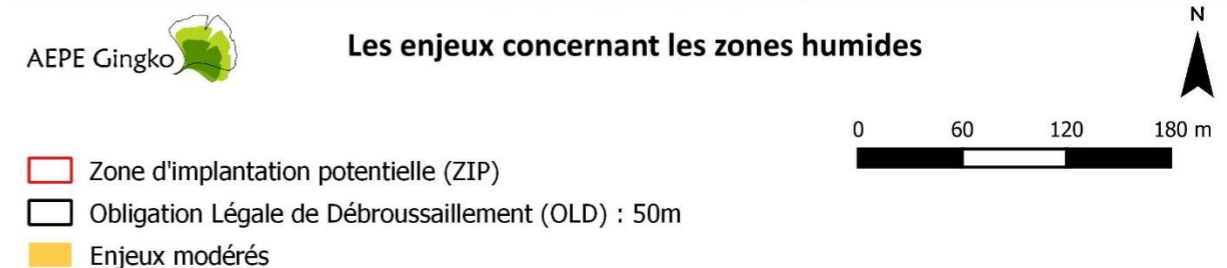 AEPE Gingko
Les enjeux concernant les zones humides
N
0 60 120 180 m
Zone d'implantation potentielle (ZIP)
Obligation Légale de Débroussaillement (OLD) : 50m
Enjeux modérés